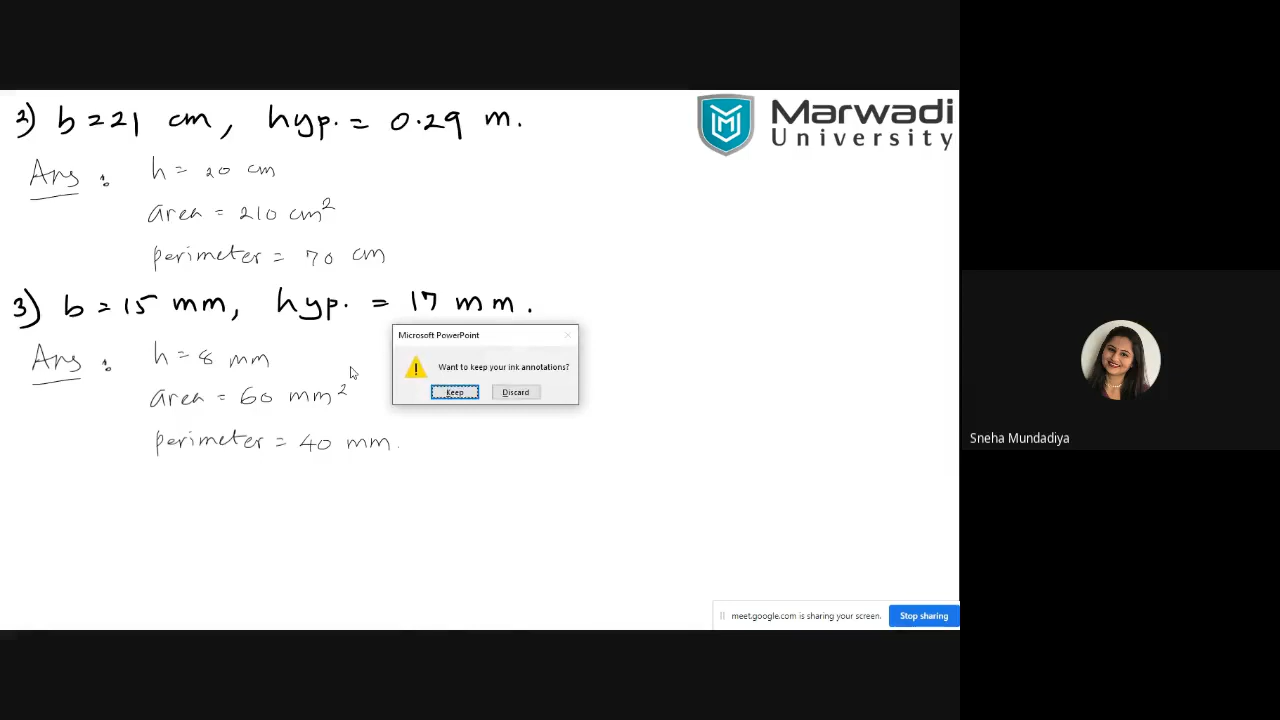 2) b = 21 cm, hyp. = 0.29 m.
Marwadi
University
Ans : h = 20 cm
area = 210 cm²
perimeter = 70 cm
3) b = 15 mm, hyp. = 17 mm.
Ans : h = 8 mm
area = 60 mm²
perimeter = 40 mm.
Microsoft PowerPoint
Want to keep your ink annotations?
Keep Discard
Sneha Mundadiya
meet.google.com is sharing your screen. Stop sharing